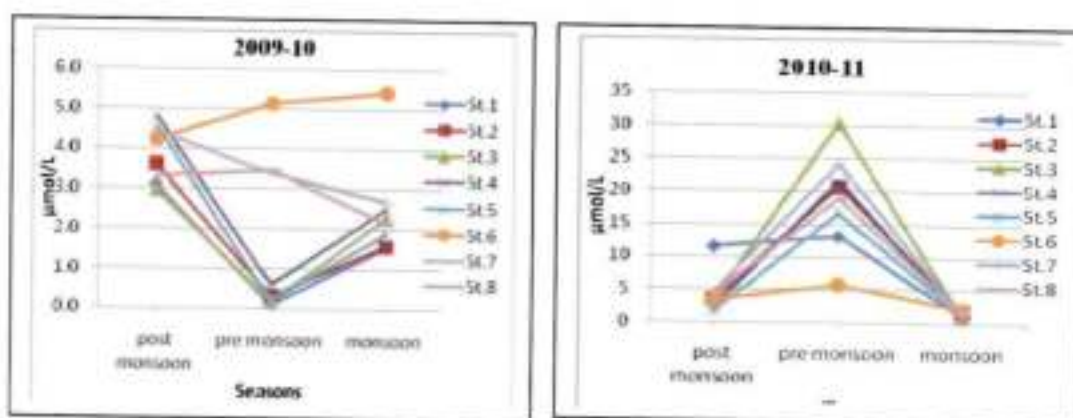 2009-10
6.0
5.0
4.0
3.0
2.0
1.0
0.0
µmol/L
post monsoon
pre monsoon
monsoon
Seasons
St.1
St.2
St.3
St.4
St.5
St.6
St.7
St.8
2010-11
35
30
25
20
15
10
5
0
µmol/L
post monsoon
pre monsoon
monsoon
...
St.1
St.2
St.3
St.4
St.5
St.6
St.7
St.8